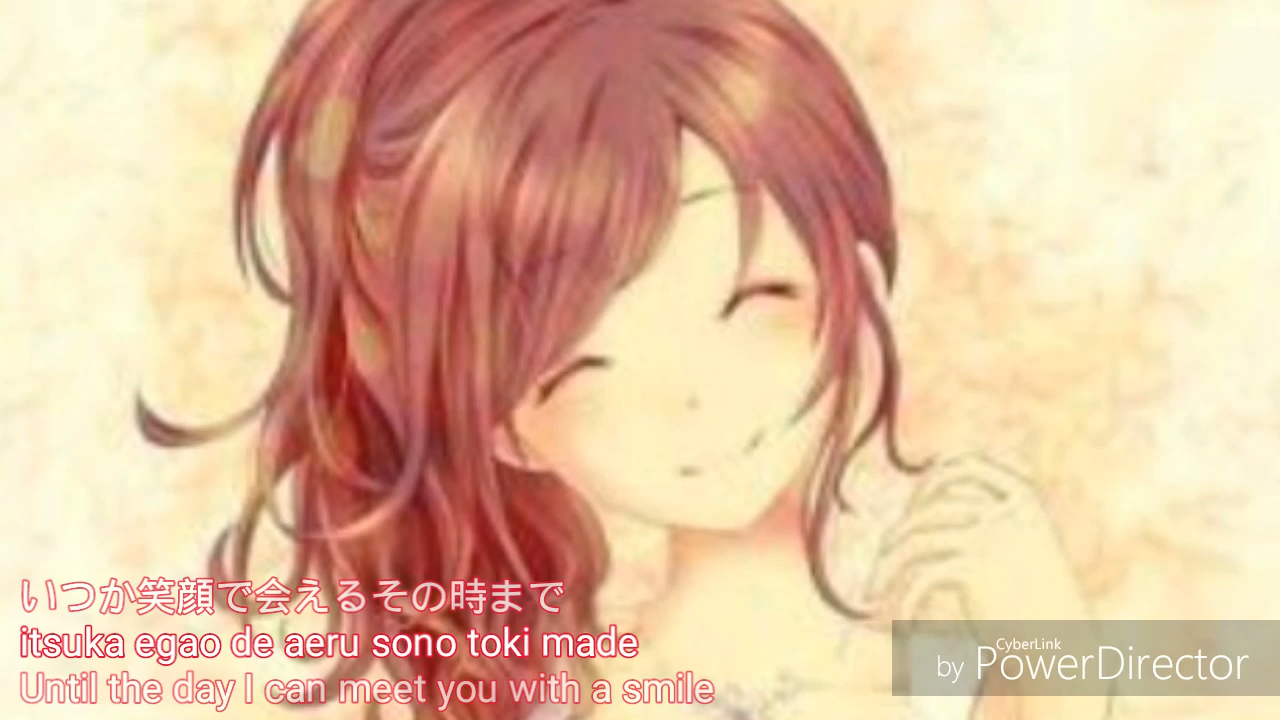 いつか笑顔で会えるその時まで
itsuka egao de aeru sono toki made
Until the day I can meet you with a smile
CyberLink
by PowerDirector